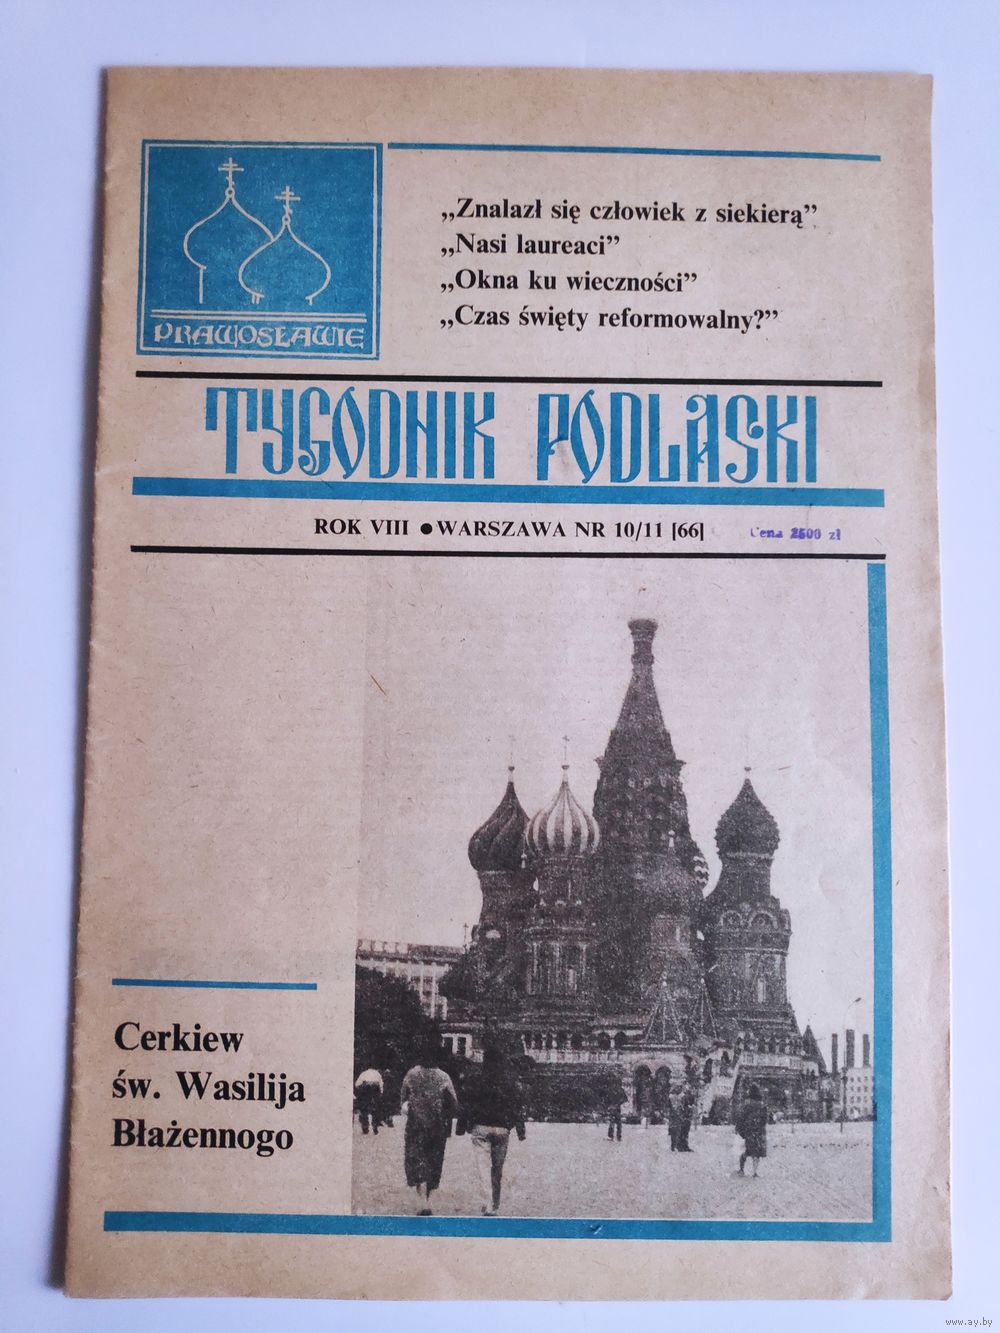 PRAWOSŁAWIE
„Znalazł się człowiek z siekierą”
„Nasi laureaci”
„Okna ku wieczności”
„Czas święty reformowalny?”
TYGODNIK PODLASKI
ROK VIII ● WARSZAWA NR 10/11 [66]
Cena 2500 zł
Cerkiew
św. Wasilija
Błażennogo
www.ay.by